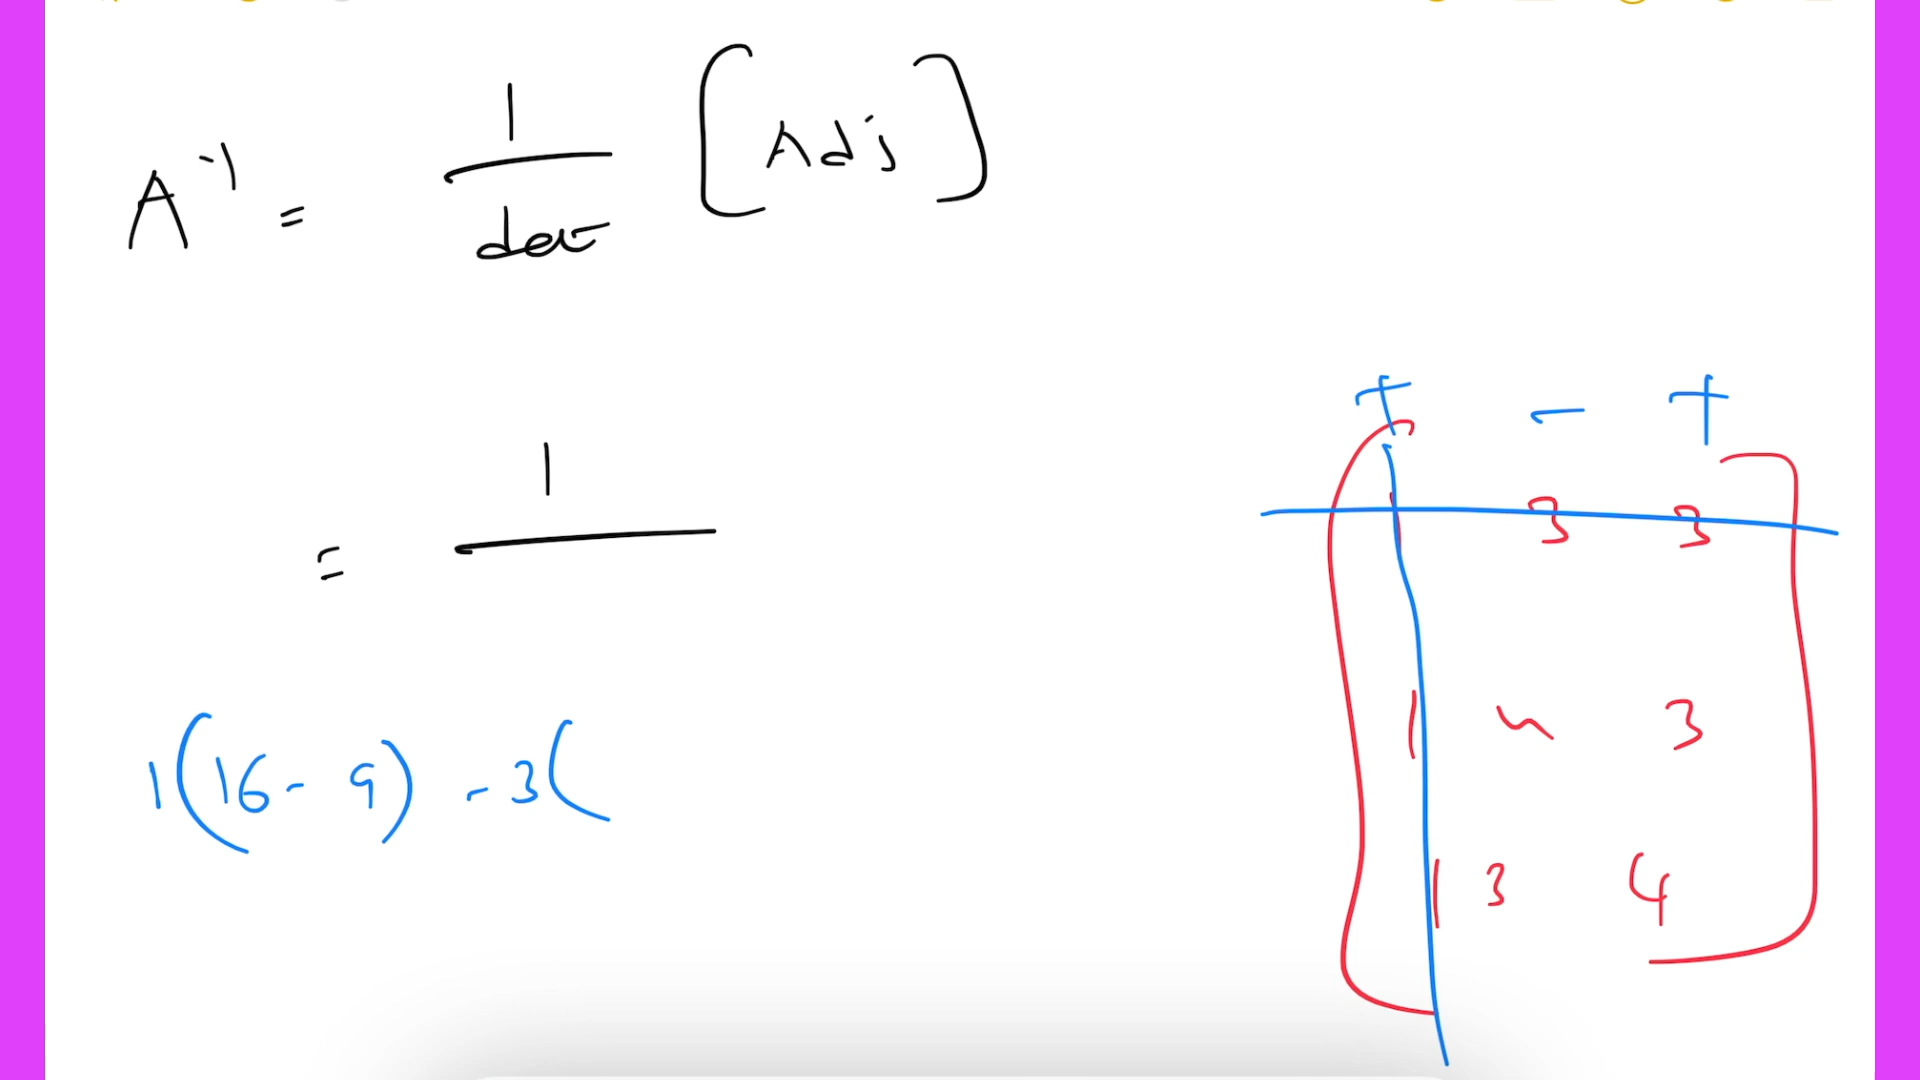 A⁻¹ = 1/det [Adj]
= 1/
+ - +
1 3 3
1 4 3
1 3 4
1(16 - 9) - 3(